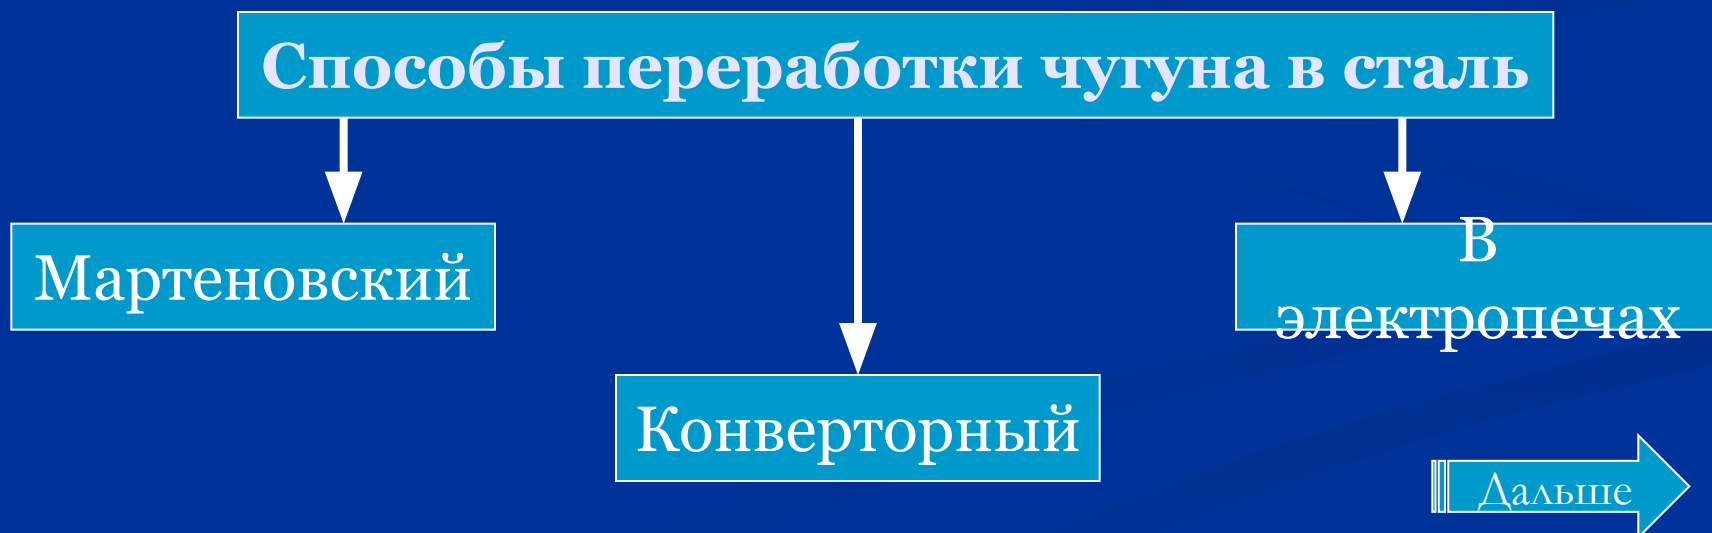 Способы переработки чугуна в сталь
Мартеновский
В
электропечах
Конверторный
Дальше